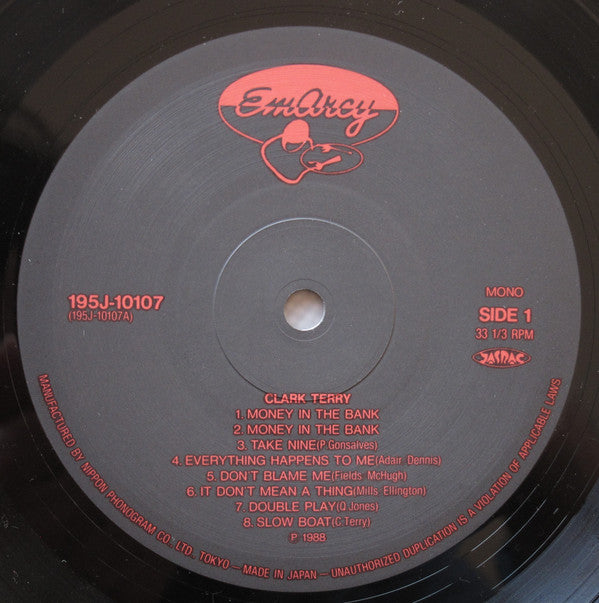 EmArcy
195J-10107
(195J-10107A)
MONO
SIDE 1
33 1/3 RPM
JASRAC
CLARK TERRY
1. MONEY IN THE BANK
2. MONEY IN THE BANK
3. TAKE NINE(P.Gonsalves)
4. EVERYTHING HAPPENS TO ME(Adair. Dennis)
5. DON'T BLAME ME(Fields. McHugh)
6. IT DON'T MEAN A THING(Mills. Ellington)
7. DOUBLE PLAY(Q.Jones)
8. SLOW BOAT(C.Terry)
P 1988
MANUFACTURED BY NIPPON PHONOGRAM CO., LTD., TOKYO – MADE IN JAPAN – UNAUTHORIZED DUPLICATION IS A VIOLATION OF APPLICABLE LAWS